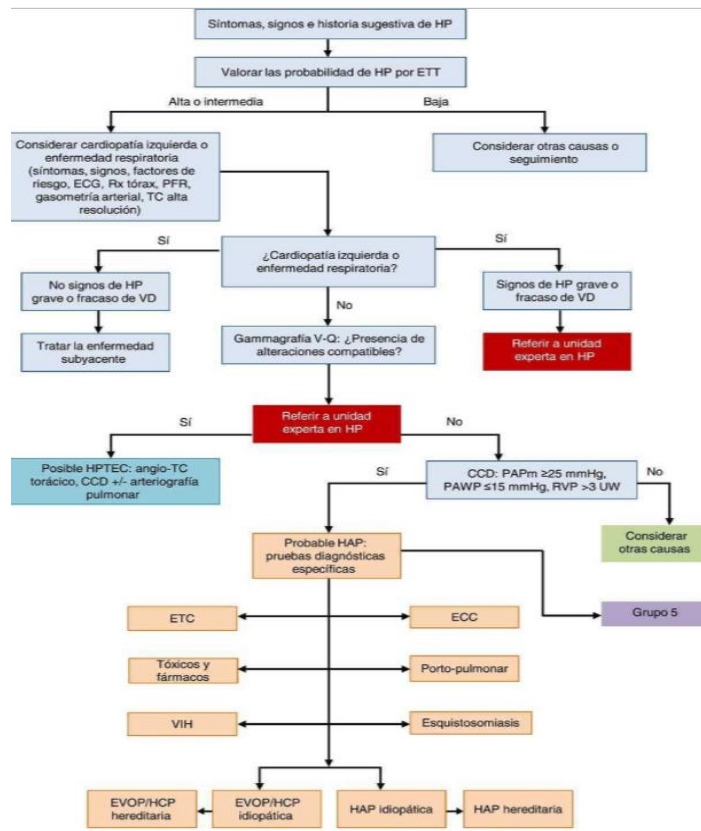 Síntomas, signos e historia sugestiva de HP
Valorar las probabilidad de HP por ETT
Alta o intermedia
Baja
Considerar cardiopatía izquierda o
enfermedad respiratoria
(síntomas, signos, factores de
riesgo, ECG, Rx tórax, PFR,
gasometría arterial, TC alta
resolución)
Considerar otras causas o
seguimiento
Sí
¿Cardiopatía izquierda o
enfermedad respiratoria?
Sí
No signos de HP
grave o fracaso de VD
Signos de HP grave o
fracaso de VD
No
Tratar la enfermedad
subyacente
Gammagrafía V-Q: ¿Presencia de
alteraciones compatibles?
Referir a unidad
experta en HP
Sí
Referir a unidad
experta en HP
No
Posible HPTEC: angio-TC
torácico, CCD +/- arteriografía
pulmonar
Sí
CCD: PAPm ≥25 mmHg,
PAWP ≤15 mmHg, RVP >3 UW
No
Probable HAP:
pruebas diagnósticas
específicas
Considerar
otras causas
Grupo 5
ETC
ECC
Tóxicos y
fármacos
Porto-pulmonar
VIH
Esquistosomiasis
EVOP/HCP
hereditaria
EVOP/HCP
idiopática
HAP idiopática
HAP hereditaria